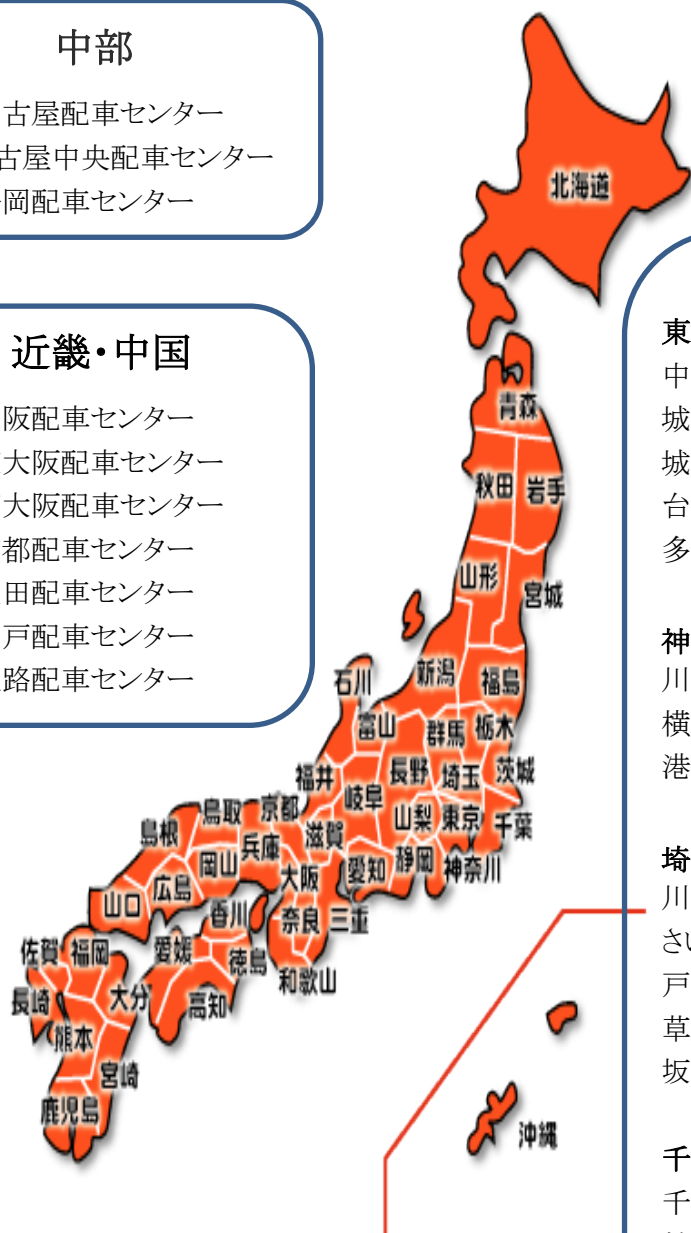 中部
古屋配車センター
古屋中央配車センター
岡配車センター
近畿・中国
阪配車センター
大阪配車センター
大阪配車センター
都配車センター
田配車センター
戸配車センター
路配車センター
北海道
青森
秋田
岩手
山形
宮城
新潟
福島
石川
富山
群馬
栃木
福井
岐阜
長野
埼玉
茨城
山梨
東京
千葉
鳥取
京都
滋賀
島根
兵庫
岡山
大阪
愛知
静岡
神奈川
山口
広島
香川
奈良
三重
佐賀
福岡
愛媛
徳島
和歌山
長崎
大分
高知
熊本
宮崎
鹿児島
沖縄
東
中
城
城
台
多
神
川
横
港
埼
川
さい
戸
草
坂
千
千